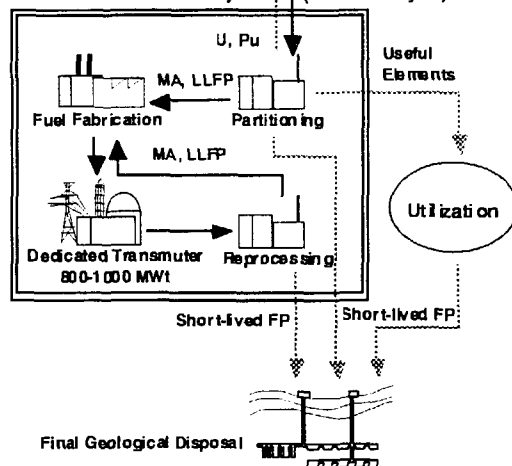 U, Pu
Useful
Elements
MA, LLFP
Fuel Fabrication
Partitioning
MA, LLFP
Utilization
Dedicated Transmuter
800-1000 MWt
Reprocessing
Short-lived FP
Short-lived FP
Final Geological Disposal